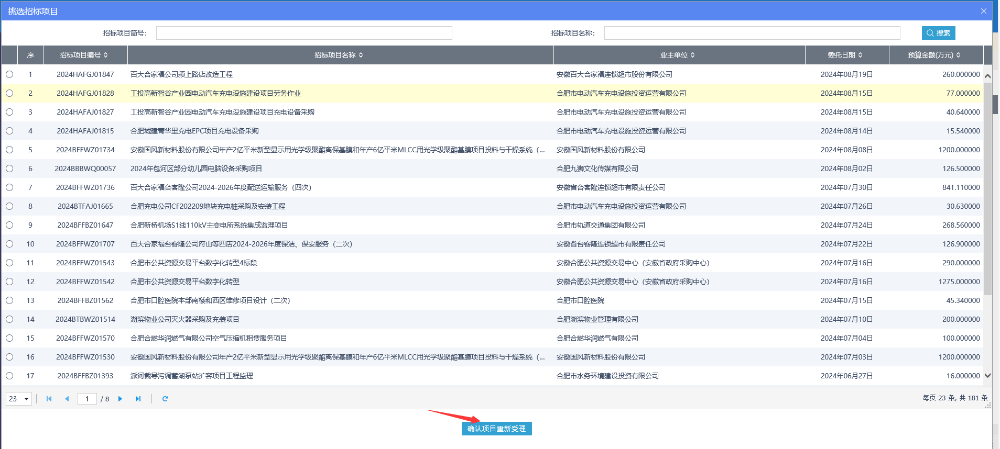 挑选招标项目
招标项目简号： 招标项目名称： 搜索
序 招标项目编号 招标项目名称 业主单位 委托日期 预算金额(万元)
1 2024HAFGJ01847 百大合家福公司颍上路店改造工程 安徽百大合家福连锁超市股份有限公司 2024年08月19日 260.000000
2 2024HAFGJ01828 工投高新智谷产业园电动汽车充电设施建设项目劳务作业 合肥市电动汽车充电设施投资运营有限公司 2024年08月15日 77.000000
3 2024HAFAJ01827 工投高新智谷产业园电动汽车充电设施建设项目充电设备采购 合肥市电动汽车充电设施投资运营有限公司 2024年08月15日 40.640000
4 2024HAFAJ01815 合肥城建菁华里充电EPC项目充电设备采购 合肥市电动汽车充电设施投资运营有限公司 2024年08月14日 15.540000
5 2024BFFWZ01734 安徽国风新材料股份有限公司年产2亿平米新型显示用光学级聚酯离保基膜和年产6亿平米MLCC用光学级聚酯基膜项目投料与干燥系统（... 安徽国风新材料股份有限公司 2024年08月08日 1200.000000
6 2024BBBWQ00057 2024年包河区部分幼儿园电脑设备采购项目 合肥九狮文化传媒有限公司 2024年08月02日 126.500000
7 2024BFFWZ01736 百大合家福台客隆公司2024-2026年度配送运输服务（四次） 安徽省台客隆连锁超市有限责任公司 2024年07月30日 841.110000
8 2024BTFAJ01665 合肥充电公司CF202209地块充电桩采购及安装工程 合肥市电动汽车充电设施投资运营有限公司 2024年07月26日 30.630000
9 2024BFFBZ01647 合肥新桥机场S1线110kV主变电所系统集成监理项目 合肥市轨道交通集团有限公司 2024年07月24日 268.560000
10 2024BFFWZ01707 百大合家福台客隆公司府山等四店2024-2026年度保洁、保安服务（二次） 安徽省台客隆连锁超市有限责任公司 2024年07月22日 126.900000
11 2024BFFWZ01543 合肥市公共资源交易平台数字化转型4标段 安徽合肥公共资源交易中心（安徽省政府采购中心） 2024年07月16日 290.000000
12 2024BFFWZ01542 合肥市公共资源交易平台数字化转型 安徽合肥公共资源交易中心（安徽省政府采购中心） 2024年07月16日 1275.000000
13 2024BFFBZ01562 合肥市口腔医院本部南楼和西区维修项目设计（二次） 合肥市口腔医院 2024年07月15日 45.340000
14 2024BTBWZ01514 湖滨物业公司灭火器采购及充装项目 合肥湖滨物业管理有限公司 2024年07月10日 200.000000
15 2024BFFWZ01570 合肥合燃华润燃气有限公司空气压缩机租赁服务项目 合肥合燃华润燃气有限公司 2024年07月04日 100.000000
16 2024BFFWZ01530 安徽国风新材料股份有限公司年产2亿平米新型显示用光学级聚酯离保基膜和年产6亿平米MLCC用光学级聚酯基膜项目投料与干燥系统（... 安徽国风新材料股份有限公司 2024年07月03日 1200.000000
17 2024BFFBZ01393 派河截导污调蓄湖泵站扩容项目工程监理 合肥市水务环境建设投资有限公司 2024年06月27日 16.000000
23 1 / 8 每页 23 条, 共 181 条
确认项目重新受理